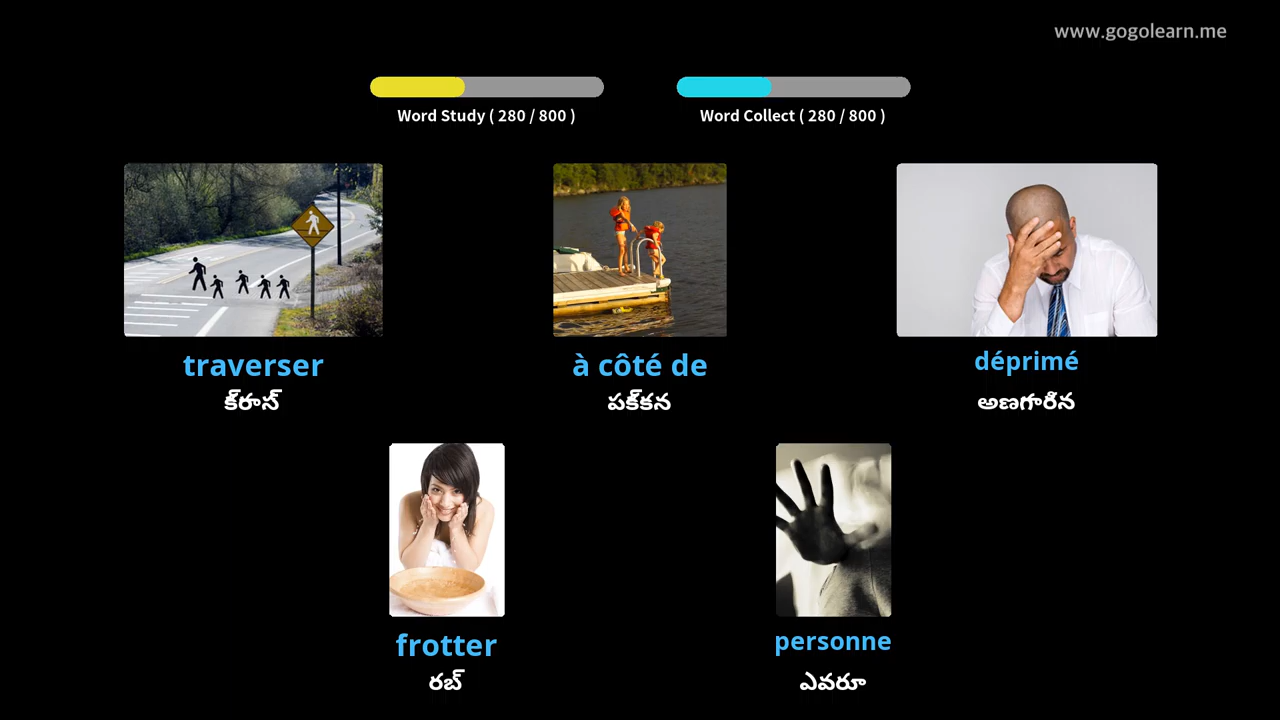 www.gogolearn.me
Word Study ( 280 / 800 )
Word Collect ( 280 / 800 )
traverser
à côté de
déprimé
క్రాస్
పక్కన
అణగారిన
frotter
personne
రబ్
ఎవరూ